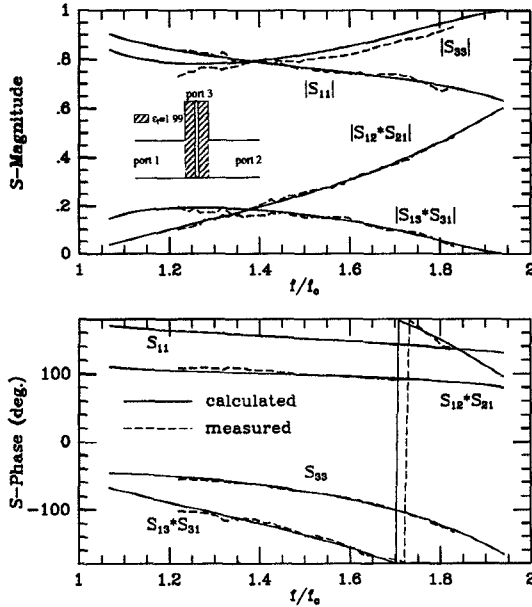 S-Magnitude
1
.8
.6
.4
.2
0
|S33|
|S11|
|S12*S21|
|S13*S31|
port 3
εr=1 99
port 1
port 2
1 1.2 1.4 1.6 1.8 2
f/fc
S-Phase (deg.)
100
0
-100
S11
S12*S21
calculated
measured
S33
S13*S31
1 1.2 1.4 1.6 1.8 2
f/fc